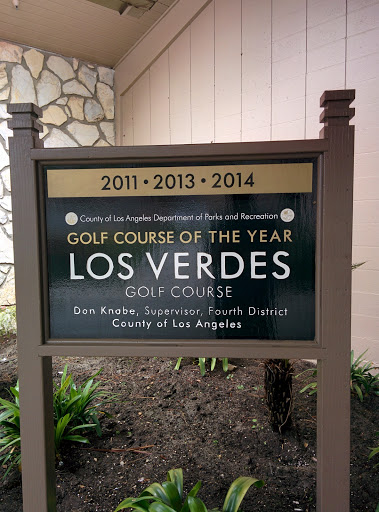 2011 • 2013 • 2014
County of Los Angeles Department of Parks and Recreation
GOLF COURSE OF THE YEAR
LOS VERDES
GOLF COURSE
Don Knabe, Supervisor, Fourth District
County of Los Angeles